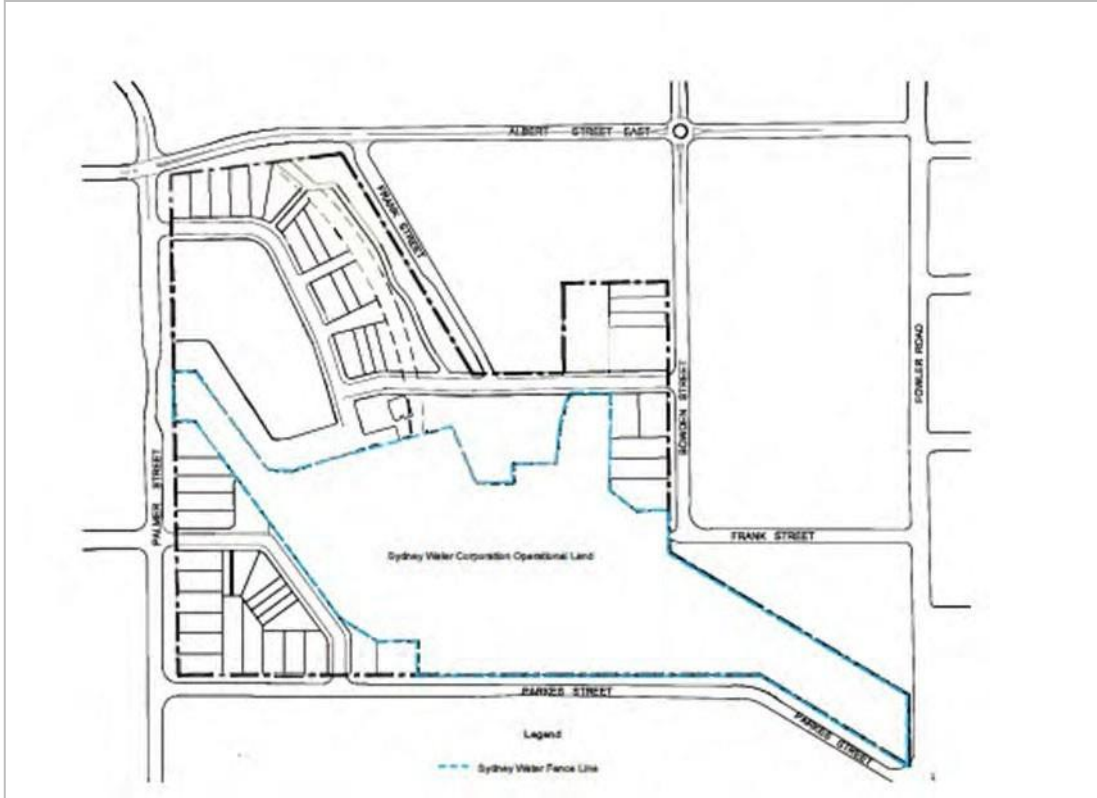 ALBERT STREET EAST
FRANK STREET
BOWDEN STREET
FOWLER ROAD
PALMER STREET
FRANK STREET
Sydney Water Corporation Operational Land
PARKES STREET
PARKES STREET
Legend
Sydney Water Fence Line